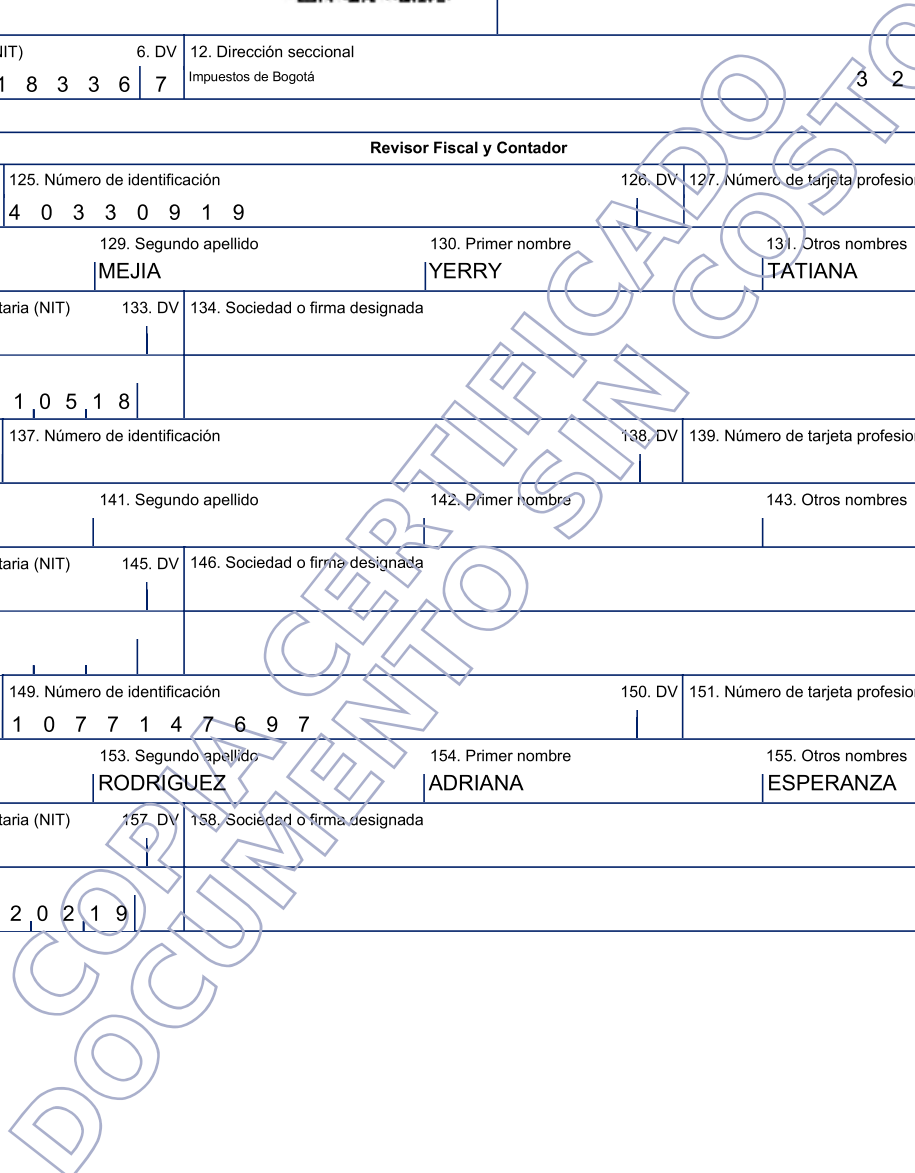 IT) 6. DV 12. Dirección seccional
1 8 3 3 6 7 Impuestos de Bogotá 3 2
Revisor Fiscal y Contador
125. Número de identificación 126. DV 127. Número de tarjeta profesio
4 0 3 3 0 9 1 9
129. Segundo apellido 130. Primer nombre 131. Otros nombres
MEJIA YERRY TATIANA
taria (NIT) 133. DV 134. Sociedad o firma designada
1 0 5 1 8
137. Número de identificación 138. DV 139. Número de tarjeta profesio
141. Segundo apellido 142. Primer nombre 143. Otros nombres
taria (NIT) 145. DV 146. Sociedad o firma designada
149. Número de identificación 150. DV 151. Número de tarjeta profesio
1 0 7 7 1 4 7 6 9 7
153. Segundo apellido 154. Primer nombre 155. Otros nombres
RODRIGUEZ ADRIANA ESPERANZA
taria (NIT) 157. DV 158. Sociedad o firma designada
2 0 2 1 9
COPIA CERTIFICADO
DOCUMENTO SIN COSTO